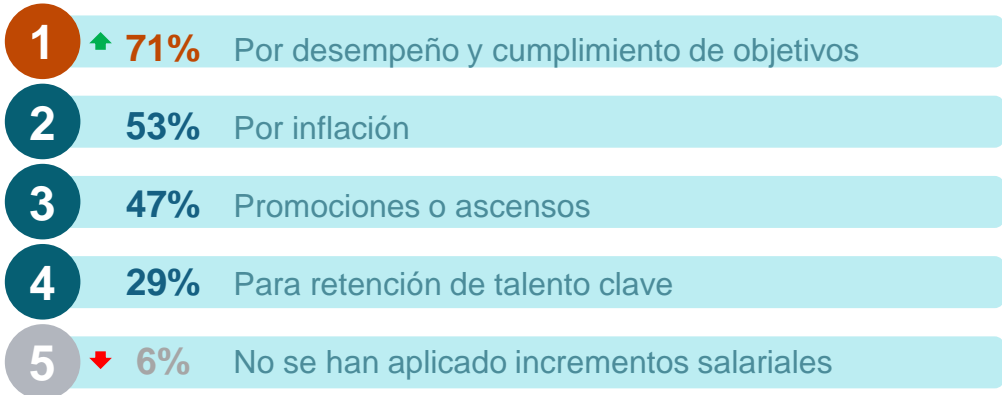 1 71% Por desempeño y cumplimiento de objetivos
2 53% Por inflación
3 47% Promociones o ascensos
4 29% Para retención de talento clave
5 6% No se han aplicado incrementos salariales